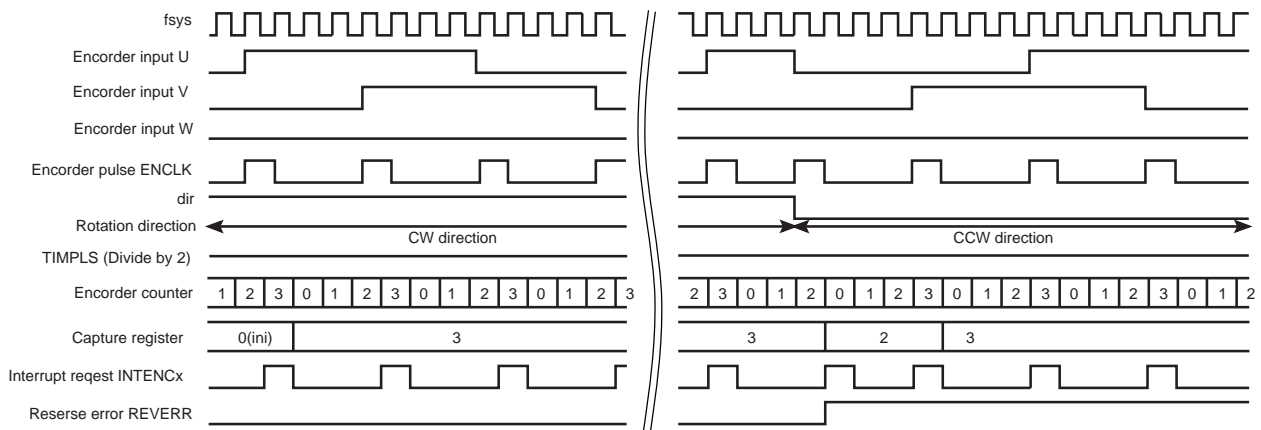 fsys
Encorder input U
Encorder input V
Encorder input W
Encorder pulse ENCLK
dir
Rotation direction
CW direction
CCW direction
TIMPLS (Divide by 2)
Encorder counter
1 2 3 0 1 2 3 0 1 2 3 0 1 2 3
2 3 0 1 2 0 1 2 3 0 1 2 3 0 1 2 3 0 1 2
Capture register
0(ini)
3
3
2
3
Interrupt reqest INTENCx
Reserse error REVERR